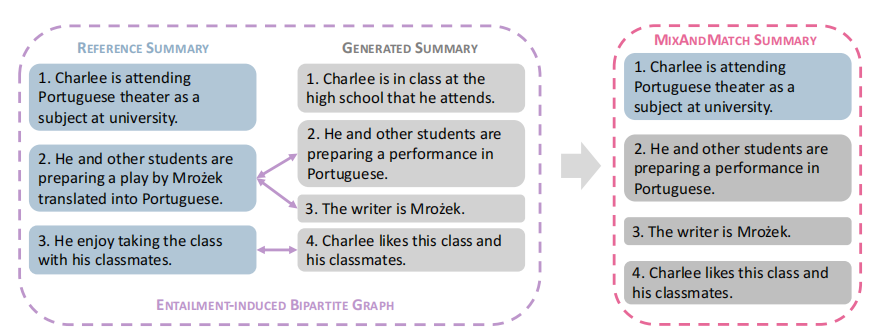 REFERENCE SUMMARY
1. Charlee is attending
Portuguese theater as a
subject at university.
2. He and other students are
preparing a play by Mrożek
translated into Portuguese.
3. He enjoy taking the class
with his classmates.
GENERATED SUMMARY
1. Charlee is in class at the
high school that he attends.
2. He and other students are
preparing a performance in
Portuguese.
3. The writer is Mrożek.
4. Charlee likes this class and
his classmates.
ENTAILMENT-INDUCED BIPARTITE GRAPH
MIXANDMATCH SUMMARY
1. Charlee is attending
Portuguese theater as a
subject at university.
2. He and other students are
preparing a performance in
Portuguese.
3. The writer is Mrożek.
4. Charlee likes this class and
his classmates.